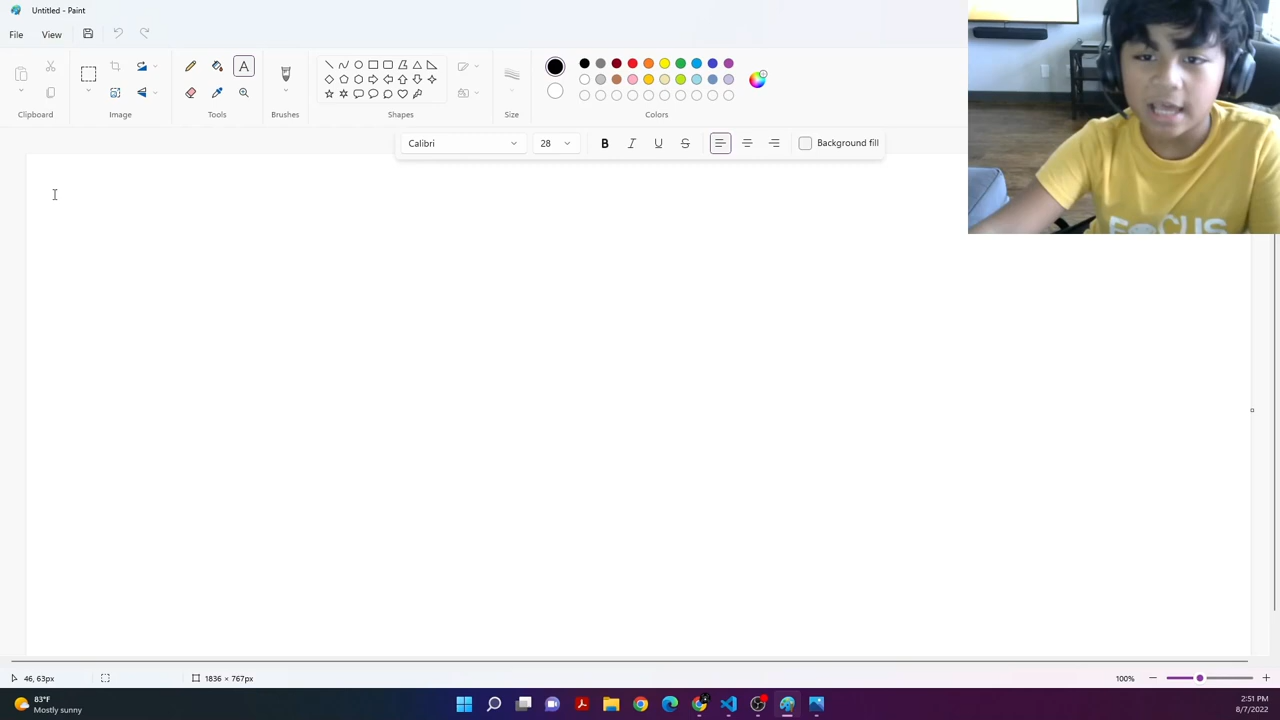 Untitled - Paint
File View
Clipboard Image Tools Brushes Shapes Size Colors
Calibri 28 B I U S Background fill
FOCUS
46, 63px 1836 × 767px 100%
83°F
Mostly sunny
2:51 PM
8/7/2022